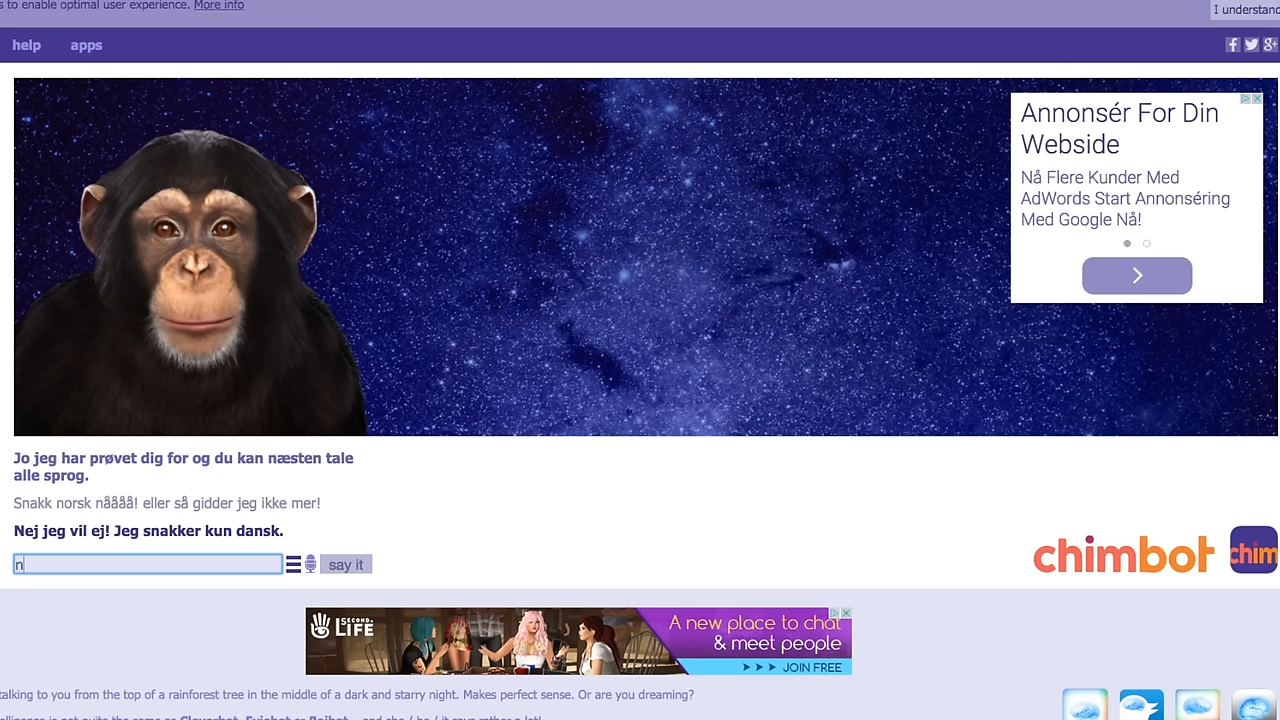 s to enable optimal user experience. More info
I understand
help apps
Annonsér For Din
Webside
Nå Flere Kunder Med
AdWords Start Annonséring
Med Google Nå!
Jo jeg har prøvet dig for og du kan næsten tale
alle sprog.
Snakk norsk nåååå! eller så gidder jeg ikke mer!
Nej jeg vil ej! Jeg snakker kun dansk.
n
say it
chimbot
chim
SECOND
LIFE
A new place to chat
& meet people
JOIN FREE
talking to you from the top of a rainforest tree in the middle of a dark and starry night. Makes perfect sense. Or are you dreaming?